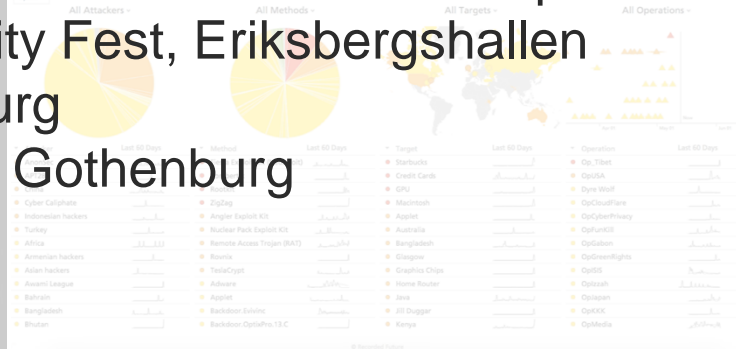 All Attackers
All Methods
All Targets
All Operations
ity Fest, Eriksbergshallen
urg
Gothenburg
Last 60 Days
Method
Last 60 Days
Target
Last 60 Days
Operation
Last 60 Days
Starbucks
Op_Tibet
Credit Cards
OpUSA
GPU
Dyre Wolf
Cyber Caliphate
ZigZag
Macintosh
OpCloudFlare
Indonesian hackers
Angler Exploit Kit
Applet
OpCyberPrivacy
Turkey
Nuclear Pack Exploit Kit
Australia
OpFunKill
Africa
Remote Access Trojan (RAT)
Bangladesh
OpGabon
Armenian hackers
Rovnix
Glasgow
OpGreenRights
Asian hackers
TeslaCrypt
Graphics Chips
OpISIS
Awami League
Adware
Home Router
OpIsrael
Bahrain
Applet
Java
OpJapan
Bangladesh
Jill Duggar
OpKKK
Bhutan
Backdoor.OptixPro.13.C
Kenya
OpMedia